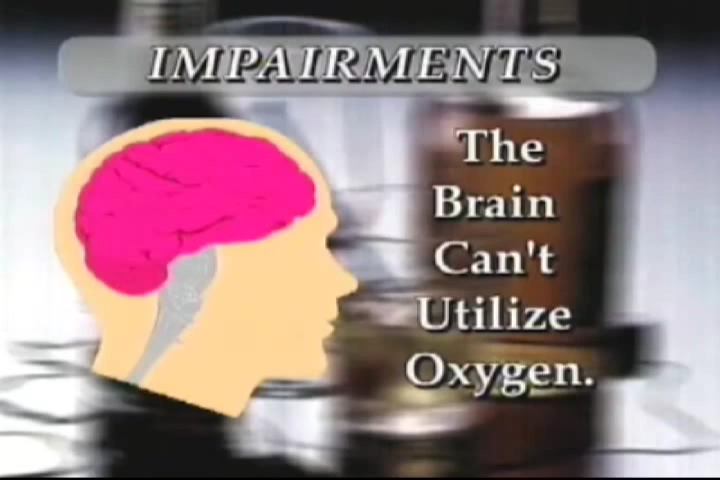 IMPAIRMENTS
The
Brain
Can't
Utilize
Oxygen.